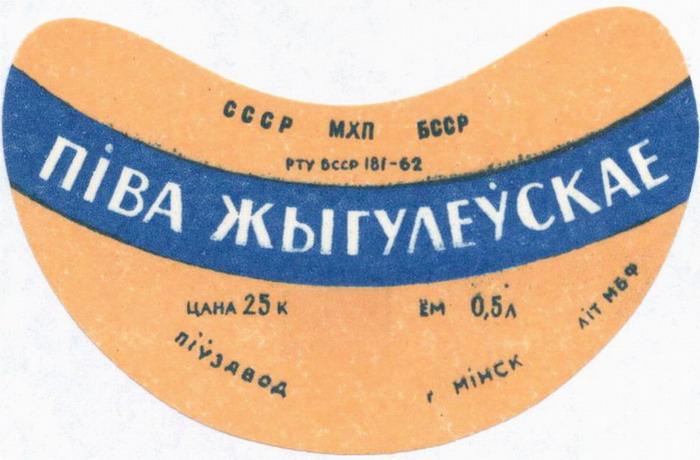 СССР МХП БССР
РТУ БССР 181-62
ПІВА ЖЫГУЛЕЎСКАЕ
ЦАНА 25 К ЁМ 0,5 Л
ПІЎЗАВОД г МІНСК
ЛІТ МБФ